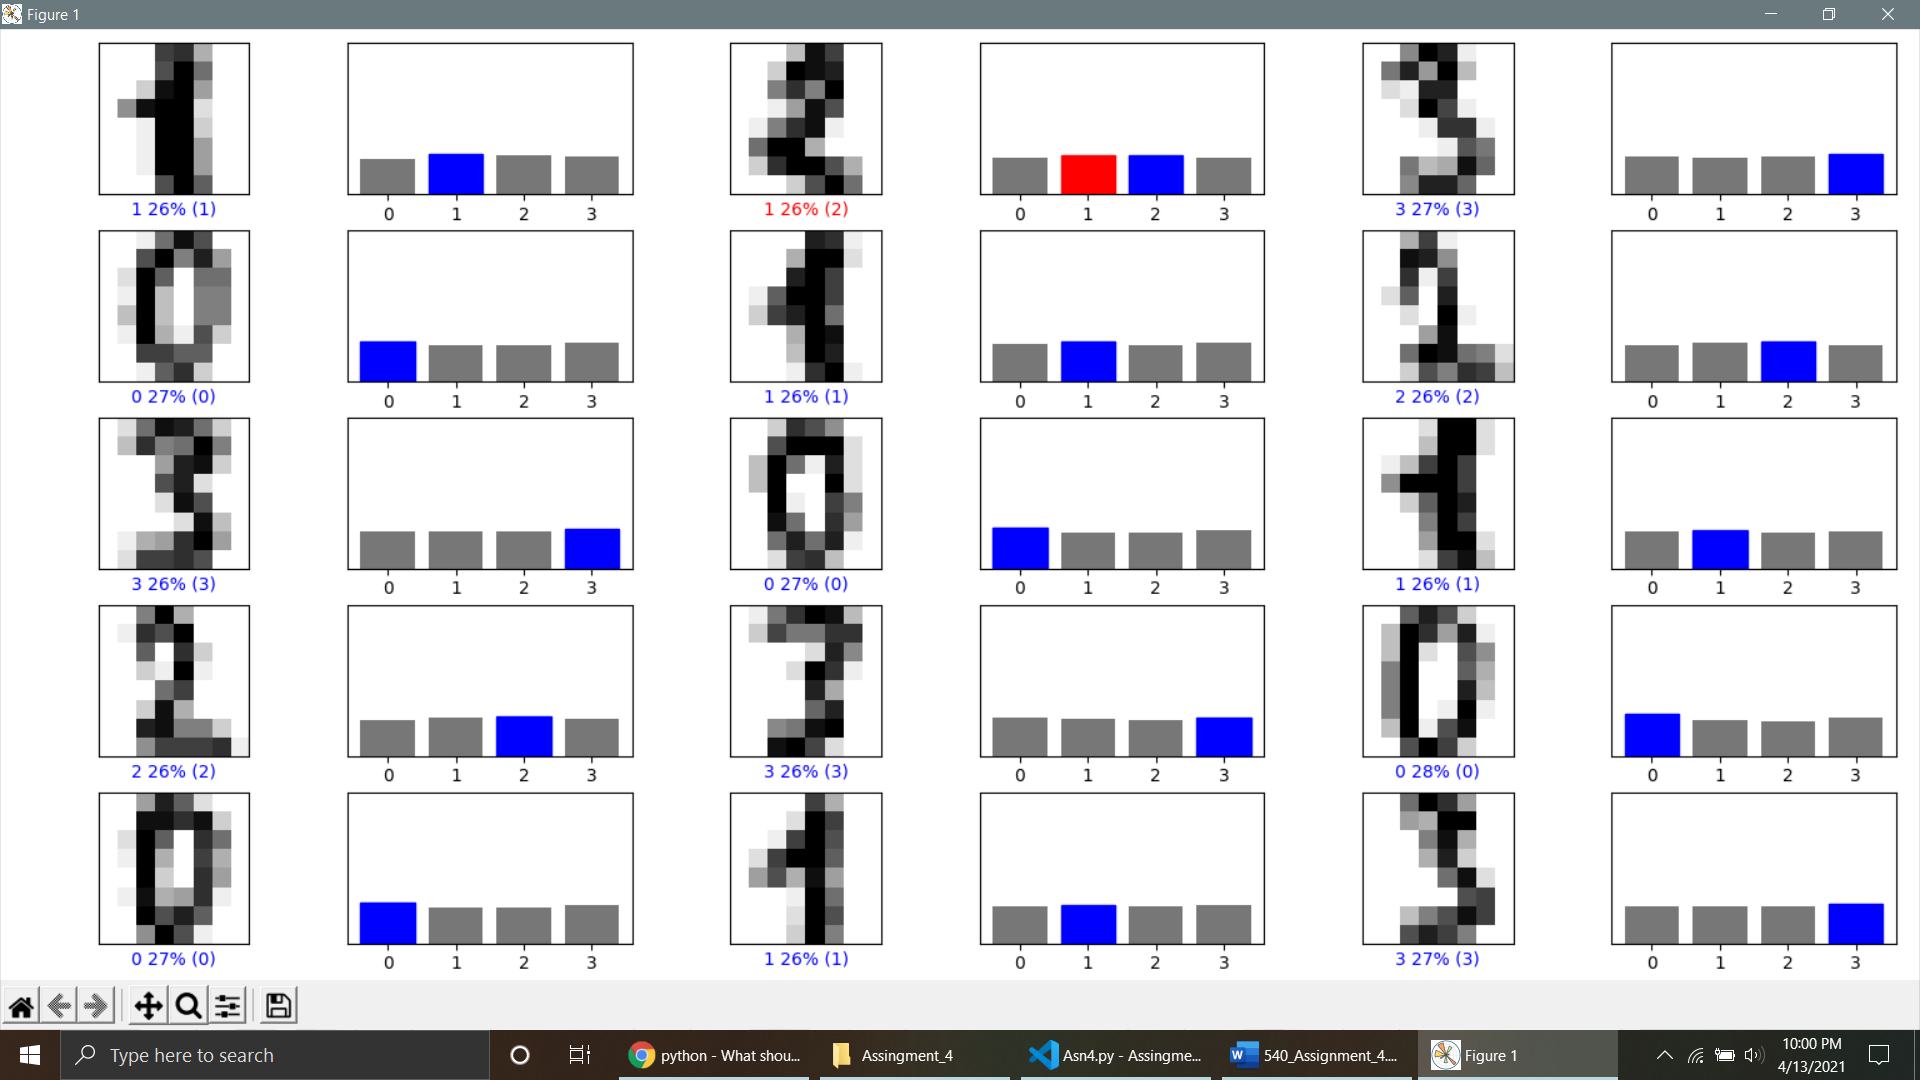 Figure 1
1 26% (1)
0 1 2 3
1 26% (2)
0 1 2 3
3 27% (3)
0 1 2 3
0 27% (0)
0 1 2 3
1 26% (1)
0 1 2 3
2 26% (2)
0 1 2 3
3 26% (3)
0 1 2 3
0 27% (0)
0 1 2 3
1 26% (1)
0 1 2 3
2 26% (2)
0 1 2 3
3 26% (3)
0 1 2 3
0 28% (0)
0 1 2 3
0 27% (0)
0 1 2 3
1 26% (1)
0 1 2 3
3 27% (3)
0 1 2 3
Type here to search
python - What shou...
Assingment_4
Asn4.py - Assingme...
540_Assignment_4....
Figure 1
10:00 PM
4/13/2021